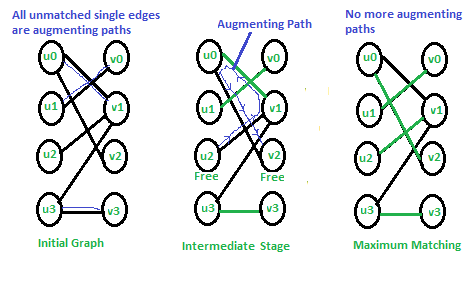 All unmatched single edges
are augmenting paths
u0
v0
u1
v1
u2
v2
u3
v3
Initial Graph
Augmenting Path
u0
v0
u1
v1
u2
v2
Free
Free
u3
v3
Intermediate Stage
No more augmenting
paths
u0
v0
u1
v1
u2
v2
u3
v3
Maximum Matching